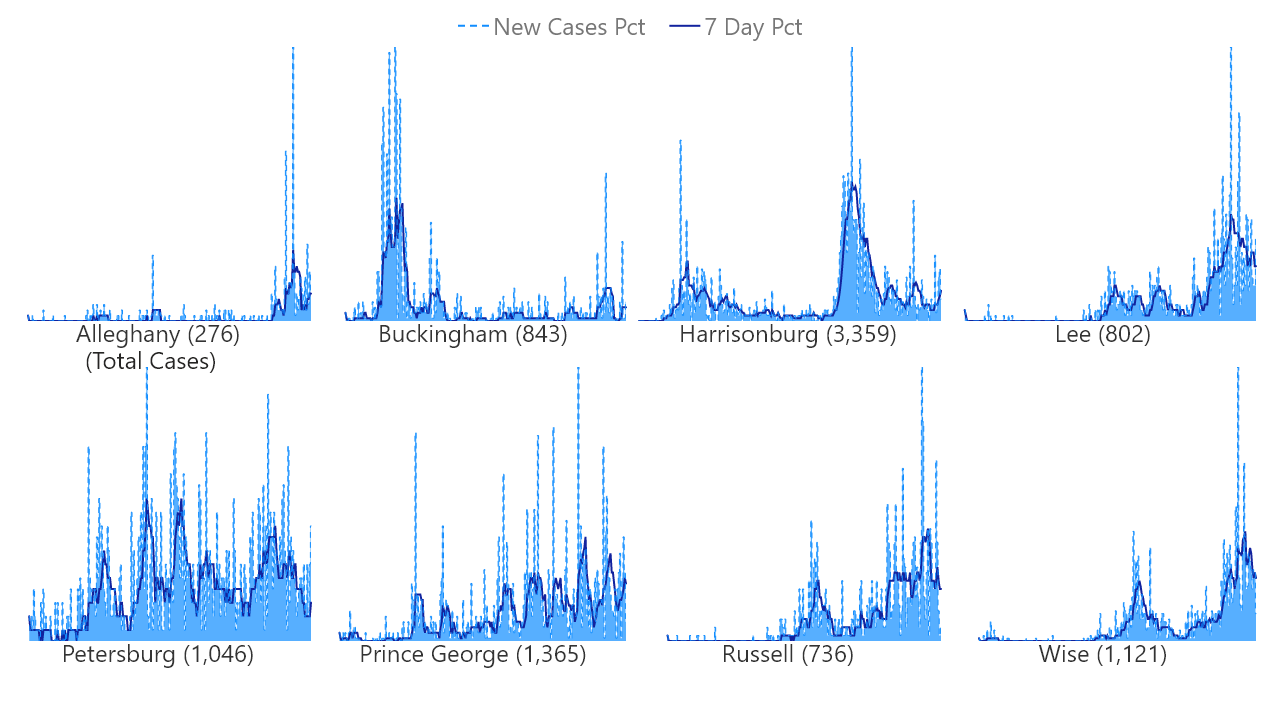 New Cases Pct 7 Day Pct
Alleghany (276)
(Total Cases)
Buckingham (843)
Harrisonburg (3,359)
Lee (802)
Petersburg (1,046)
Prince George (1,365)
Russell (736)
Wise (1,121)